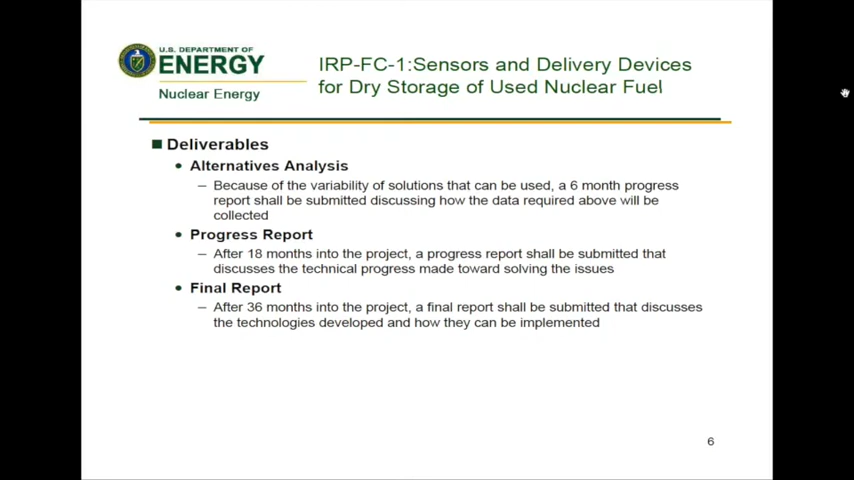 U.S. DEPARTMENT OF
ENERGY
Nuclear Energy
IRP-FC-1:Sensors and Delivery Devices
for Dry Storage of Used Nuclear Fuel
Deliverables
• Alternatives Analysis
– Because of the variability of solutions that can be used, a 6 month progress
report shall be submitted discussing how the data required above will be
collected
• Progress Report
– After 18 months into the project, a progress report shall be submitted that
discusses the technical progress made toward solving the issues
• Final Report
– After 36 months into the project, a final report shall be submitted that discusses
the technologies developed and how they can be implemented
6